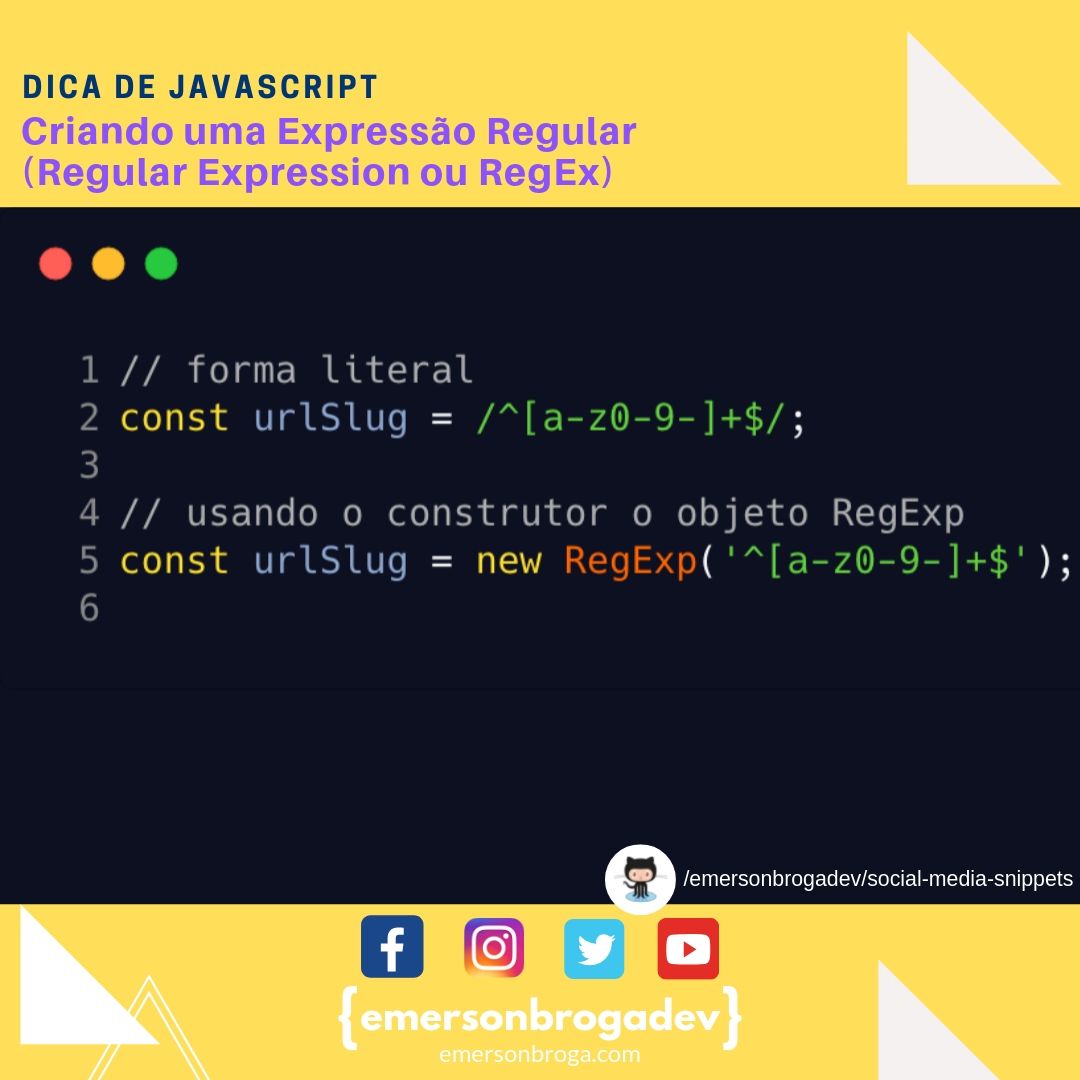 DICA DE JAVASCRIPT
Criando uma Expressão Regular
(Regular Expression ou RegEx)
1 // forma literal
2 const urlSlug = /^[a-z0-9-]+$/;
3
4 // usando o construtor o objeto RegExp
5 const urlSlug = new RegExp('^[a-z0-9-]+$');
6
/emersonbrogadev/social-media-snippets
{emersonbrogadev}
emersonbroga.com